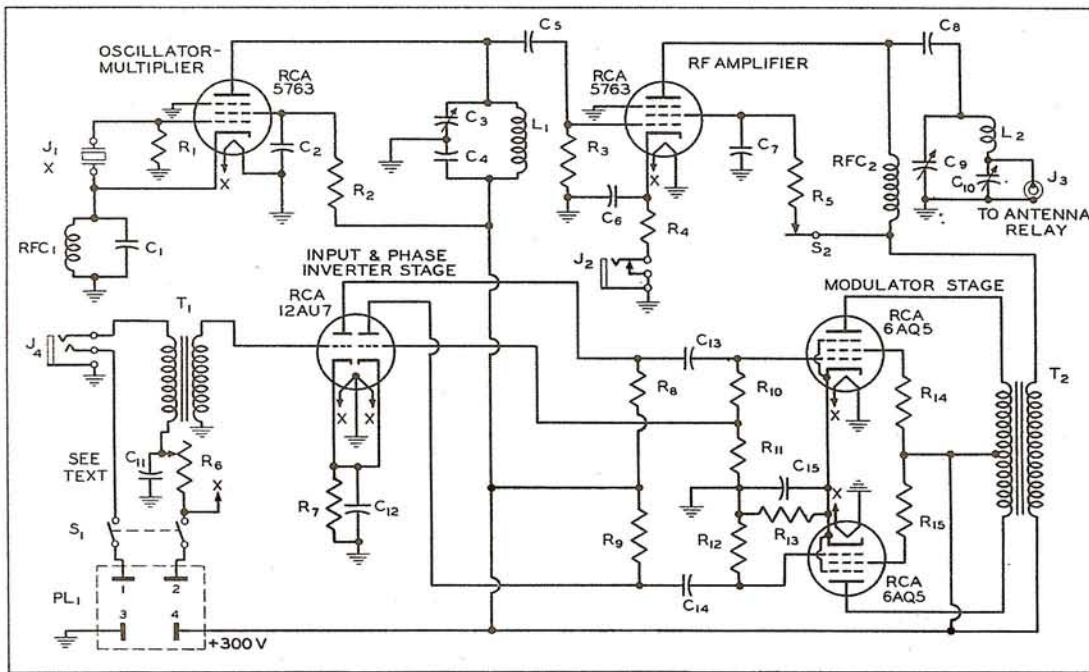 OSCILLATOR-
MULTIPLIER
RCA
5763
C5
RF AMPLIFIER
RCA
5763
C8
J1
X
R1
X
C2
R2
C3
C4
L1
R3
C6
X
R4
C7
R5
S2
RFC2
C9
C10
L2
J3
TO ANTENNA
RELAY
RFC1
C1
J2
INPUT & PHASE
INVERTER STAGE
RCA
12AU7
MODULATOR STAGE
RCA
6AQ5
J4
T1
X
X
R8
C13
R10
X
R14
T2
SEE
TEXT
C11
R6
X
R7
C12
R11
C15
X
R13
R15
S1
R9
R12
C14
RCA
6AQ5
PL1
1
2
3
4
+300 V